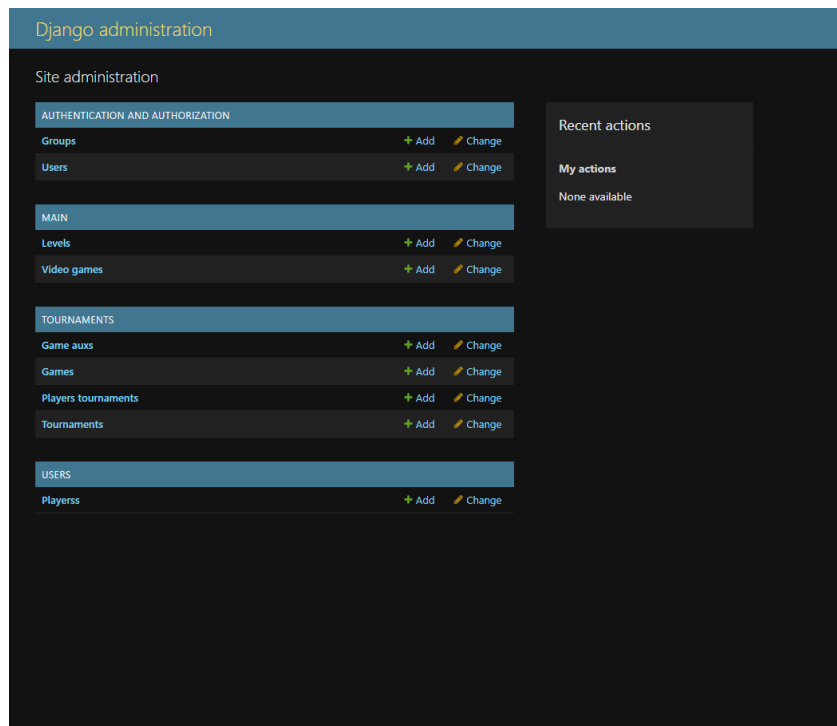 Django administration
Site administration
AUTHENTICATION AND AUTHORIZATION
Groups + Add Change
Users + Add Change
MAIN
Levels + Add Change
Video games + Add Change
TOURNAMENTS
Game auxs + Add Change
Games + Add Change
Players tournaments + Add Change
Tournaments + Add Change
USERS
Playerss + Add Change
Recent actions
My actions
None available